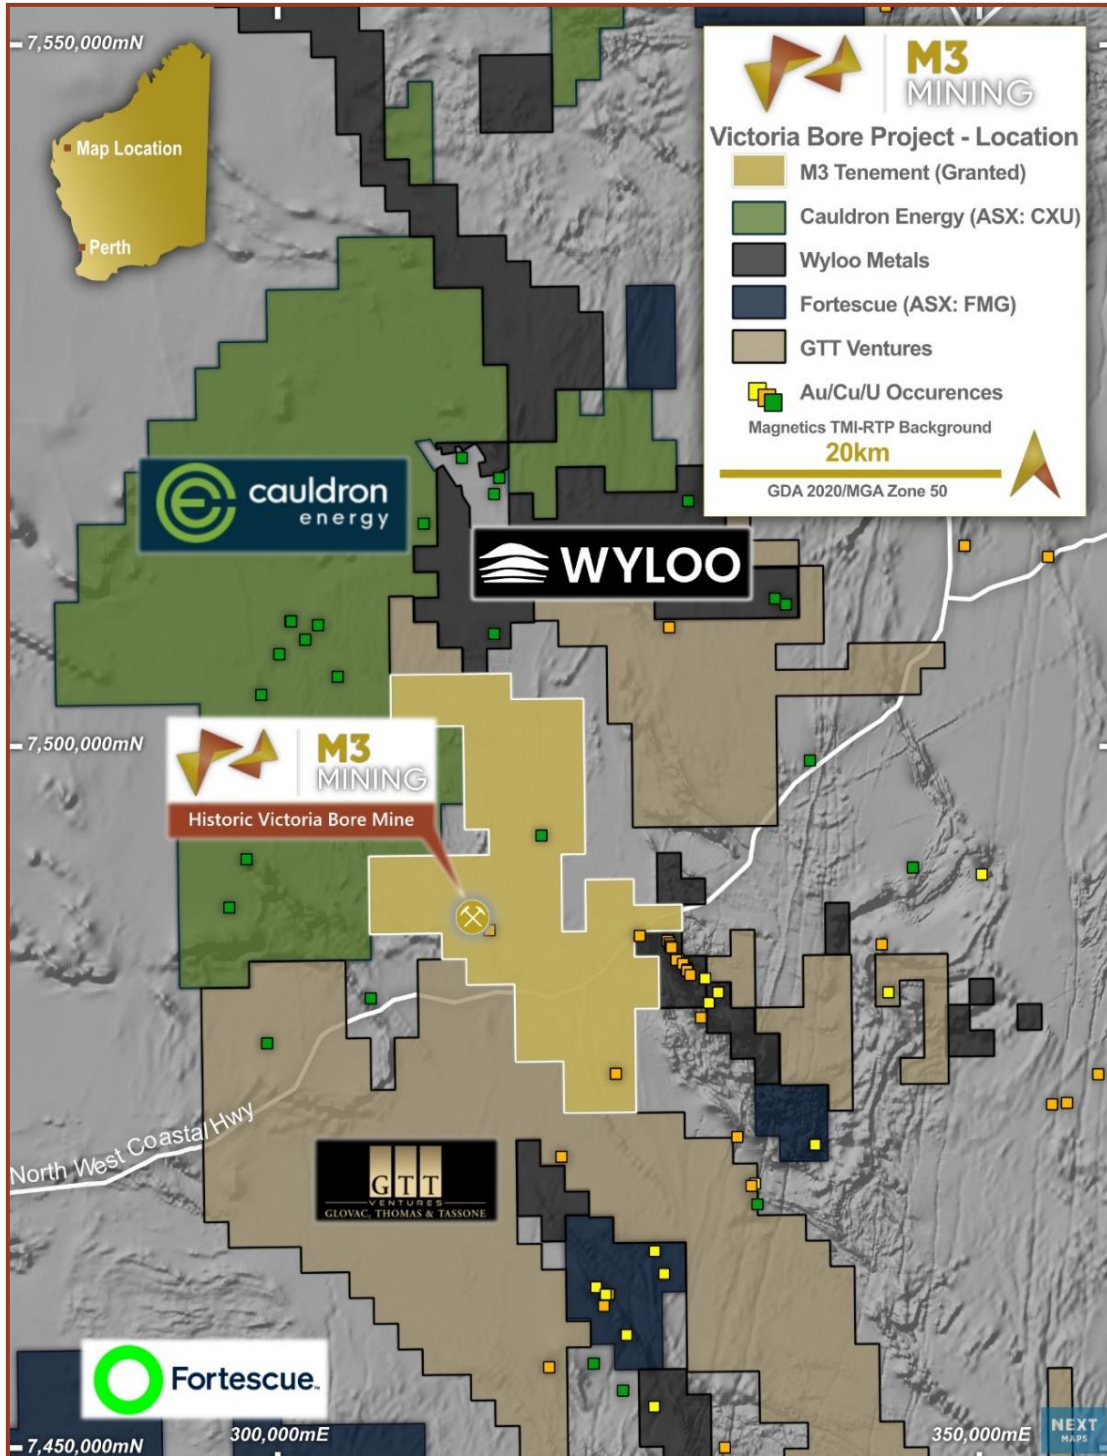 7,550,000mN
Map Location
Perth
M3
MINING
Victoria Bore Project - Location
M3 Tenement (Granted)
Cauldron Energy (ASX: CXU)
Wyloo Metals
Fortescue (ASX: FMG)
GTT Ventures
Au/Cu/U Occurences
Magnetics TMI-RTP Background
20km
GDA 2020/MGA Zone 50
cauldron
energy
WYLOO
7,500,000mN
M3
MINING
Historic Victoria Bore Mine
North West Coastal Hwy
GTT
VENTURES
GLOVAC, THOMAS & TASSONE
Fortescue
7,450,000mN
300,000mE
350,000mE
NEXT
MAPS